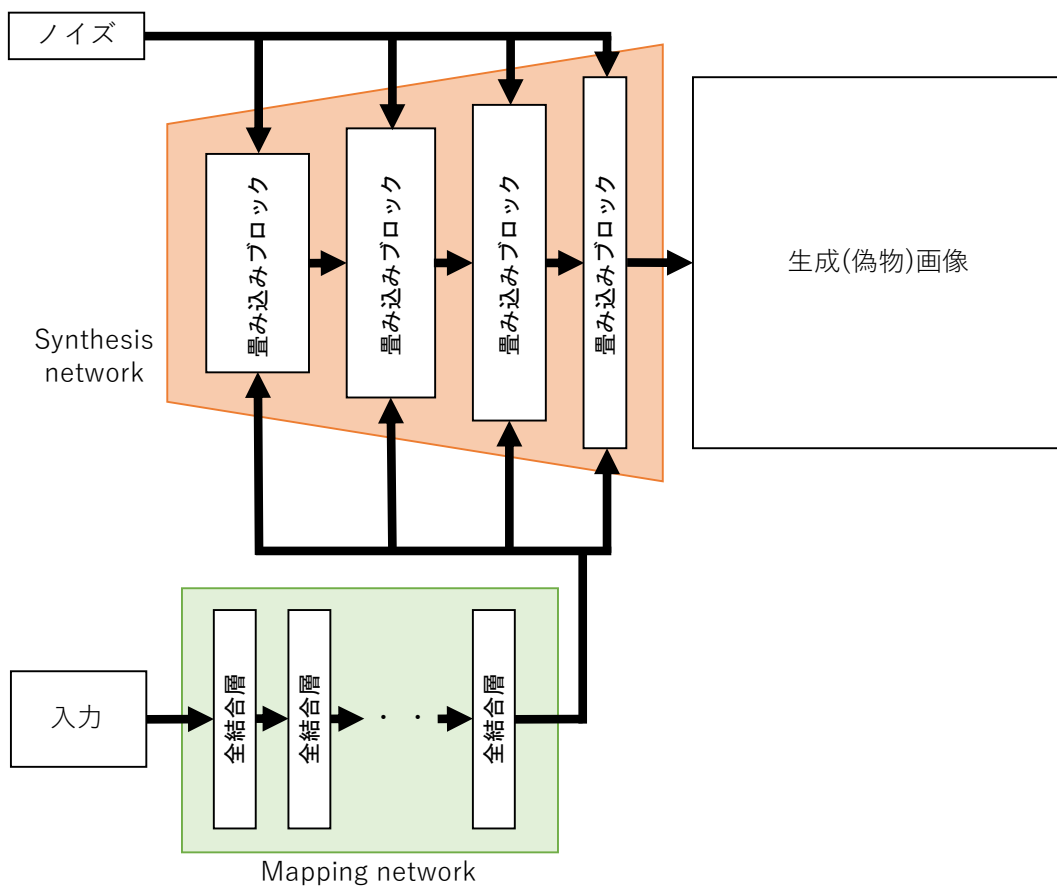 ノイズ
畳み込みブロック
畳み込みブロック
畳み込みブロック
畳み込みブロック
生成(偽物)画像
Synthesis
network
入力
全結合層
全結合層
・・
全結合層
Mapping network